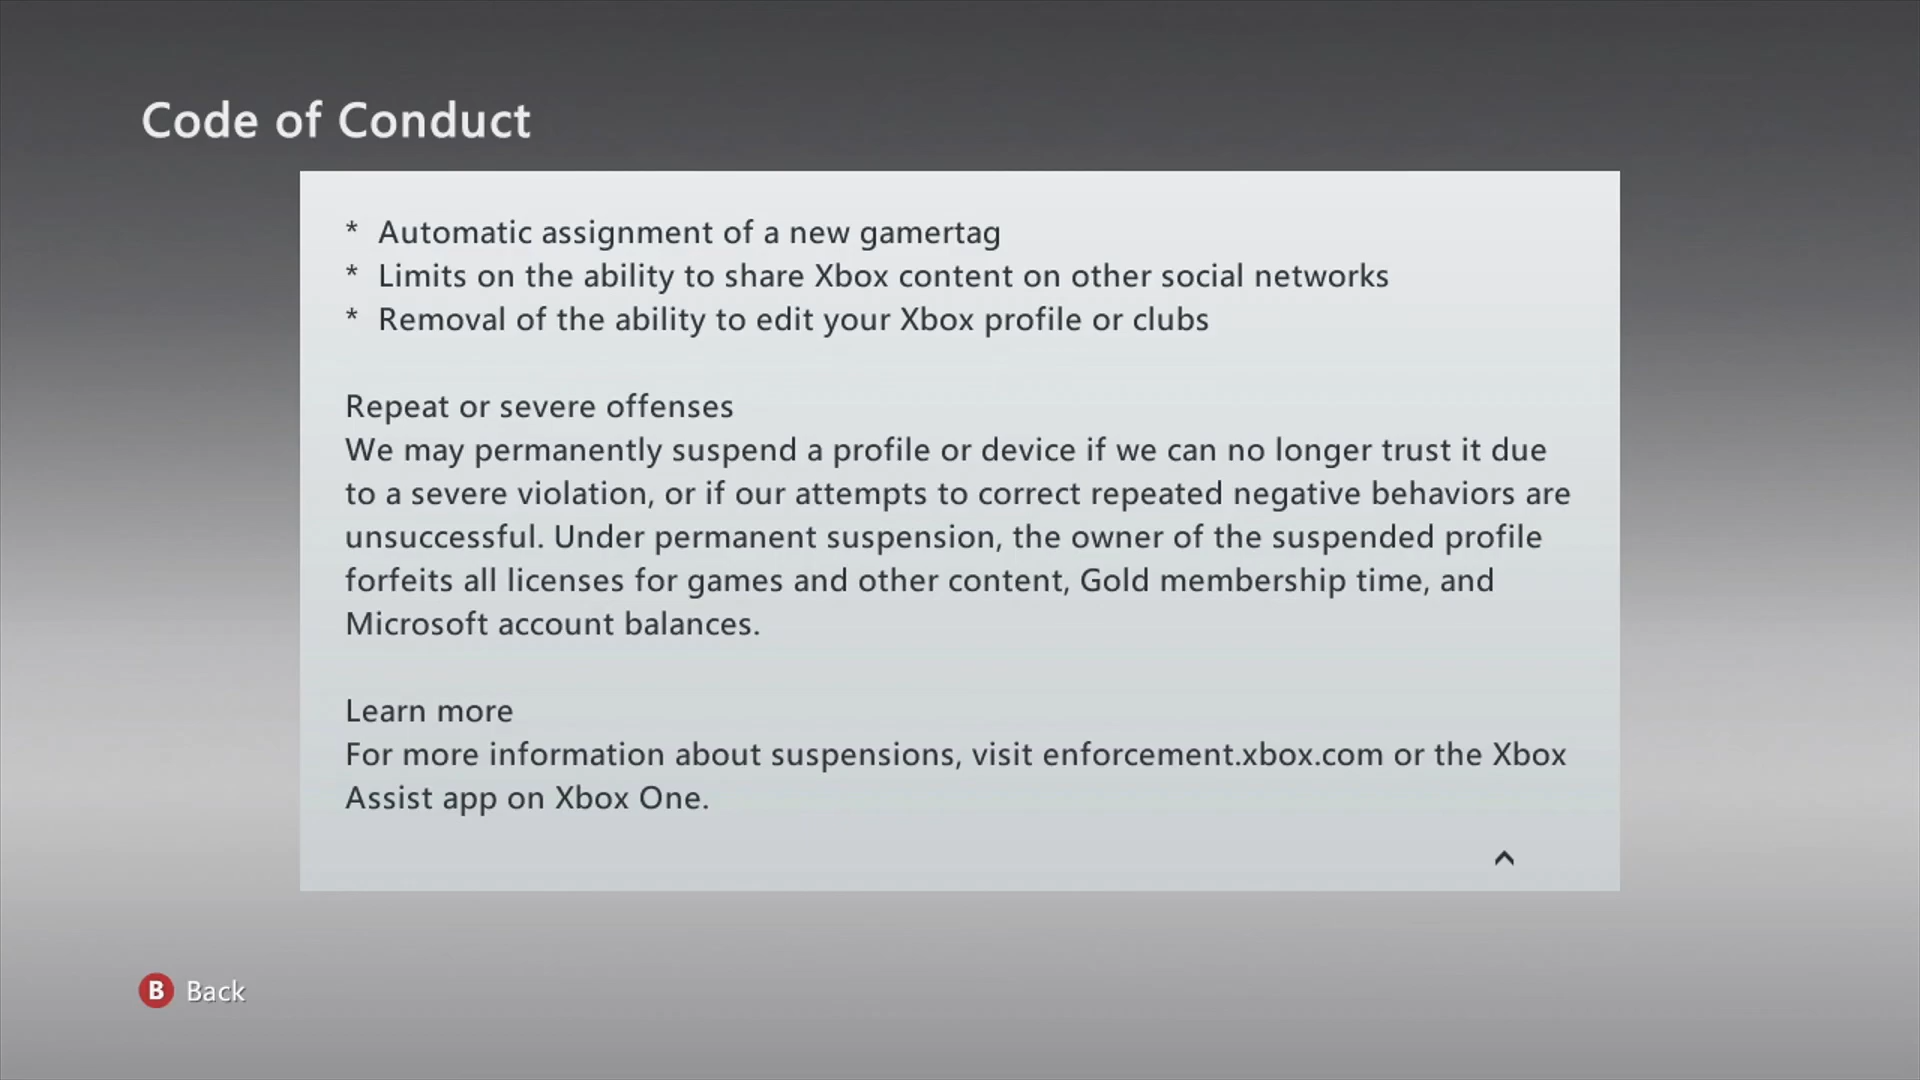 Code of Conduct
* Automatic assignment of a new gamertag
* Limits on the ability to share Xbox content on other social networks
* Removal of the ability to edit your Xbox profile or clubs
Repeat or severe offenses
We may permanently suspend a profile or device if we can no longer trust it due
to a severe violation, or if our attempts to correct repeated negative behaviors are
unsuccessful. Under permanent suspension, the owner of the suspended profile
forfeits all licenses for games and other content, Gold membership time, and
Microsoft account balances.
Learn more
For more information about suspensions, visit enforcement.xbox.com or the Xbox
Assist app on Xbox One.
B Back